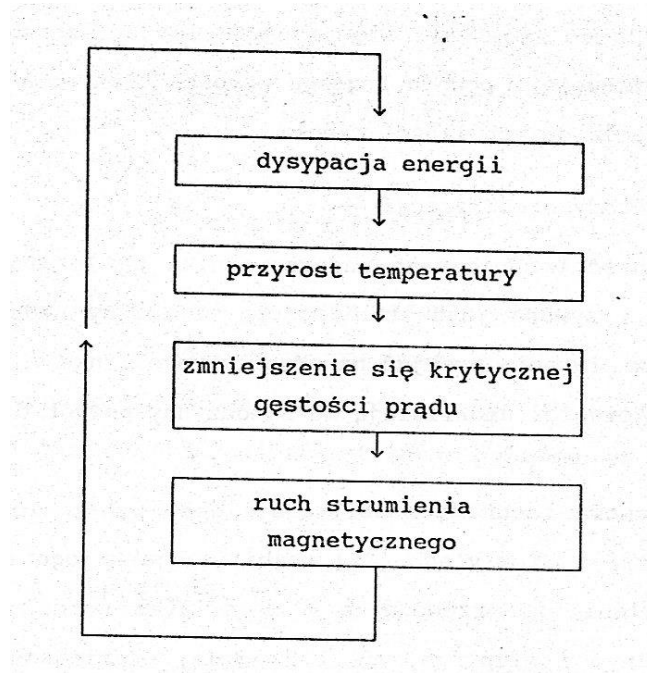 dysypacja energii
przyrost temperatury
zmniejszenie się krytycznej
gęstości prądu
ruch strumienia
magnetycznego